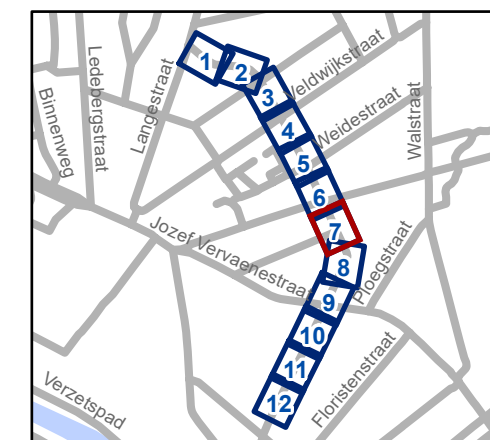 Ledebergstraat
Binnenweg
Langestraat
Veldwijkstraat
Weidestraat
Walstraat
Jozef Vervaenestraat
Ploegstraat
Floristenstraat
Verzetspad
1
2
3
4
5
6
7
8
9
10
11
12